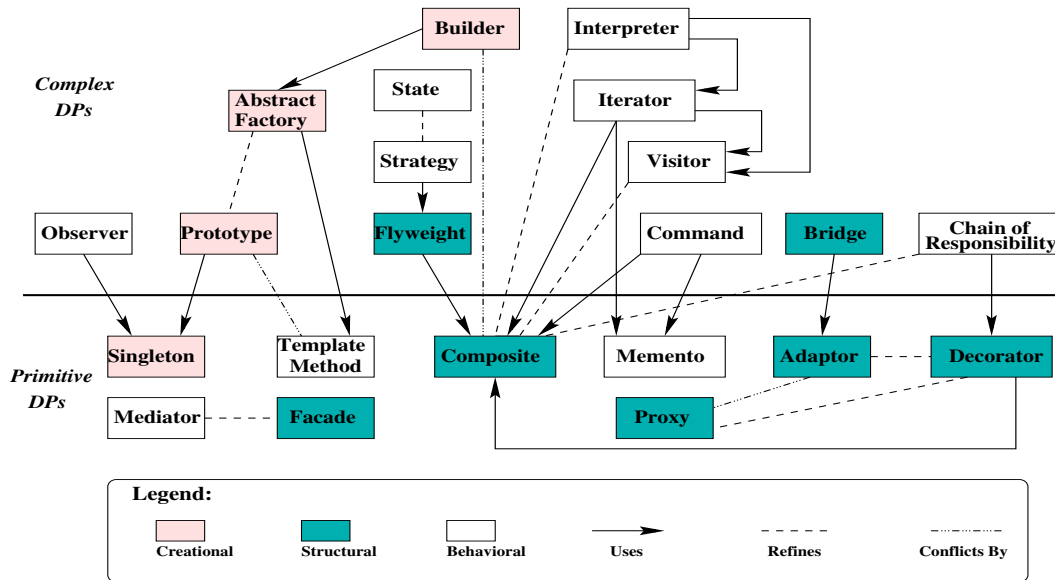 Builder
Interpreter
Complex
DPs
State
Iterator
Abstract
Factory
Strategy
Visitor
Observer
Prototype
Flyweight
Command
Bridge
Chain of
Responsibility
Singleton
Template
Method
Composite
Memento
Adaptor
Decorator
Primitive
DPs
Mediator
Facade
Proxy
Legend:
Creational
Structural
Behavioral
Uses
Refines
Conflicts By